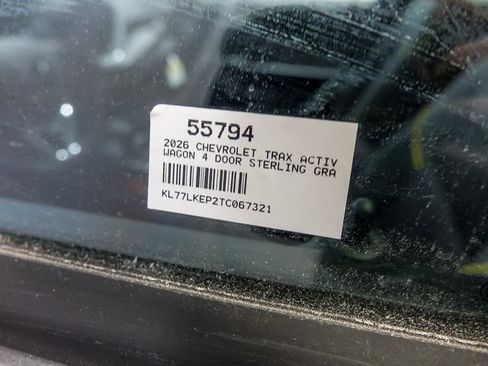 55794
2026 CHEVROLET TRAX ACTIV
WAGON 4 DOOR STERLING GRA
KL77LKEP2TC067321